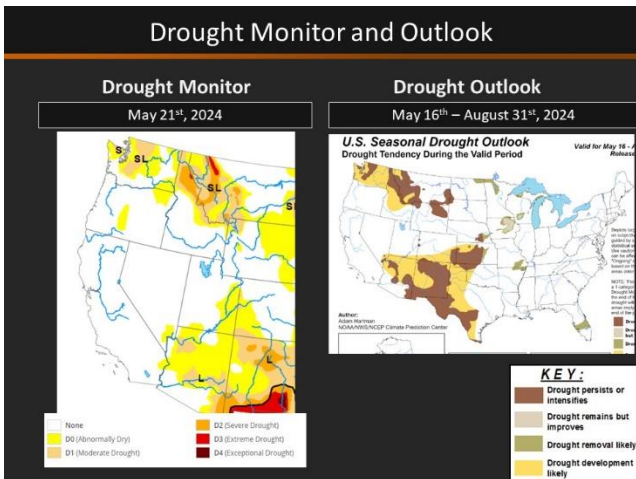 Drought Monitor and Outlook
Drought Monitor
May 21st, 2024
S
SL
SL
S
L
L
None
D0 (Abnormally Dry)
D1 (Moderate Drought)
D2 (Severe Drought)
D3 (Extreme Drought)
D4 (Exceptional Drought)
Drought Outlook
May 16th – August 31st, 2024
U.S. Seasonal Drought Outlook
Drought Tendency During the Valid Period
Valid for May 16 - A
Release
Author:
Adam Hartman
NOAA/NWS/NCEP Climate Prediction Center
KEY:
Drought persists or
intensifies
Drought remains but
improves
Drought removal likely
Drought development
likely